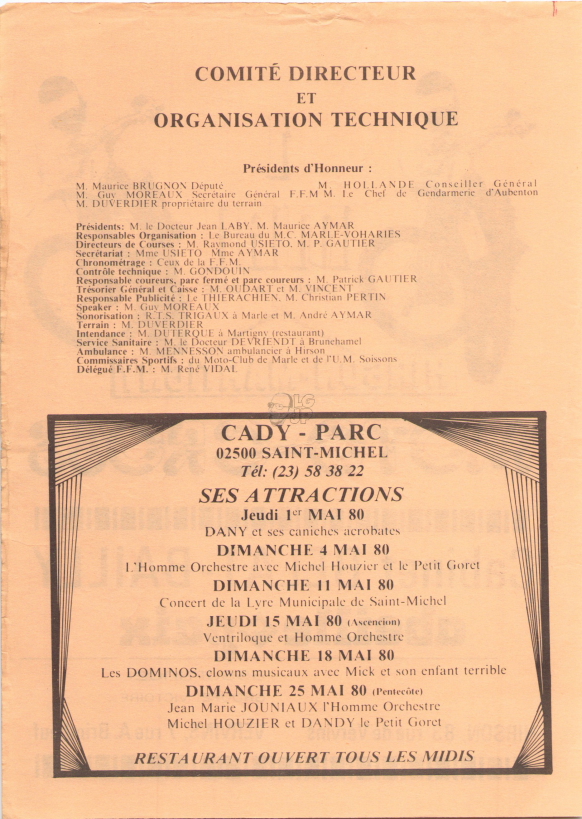 COMITÉ DIRECTEUR
ET
ORGANISATION TECHNIQUE
Présidents d'Honneur :
M. Maurice BRUGNON Député M. HOLLANDE Conseiller Général
M. Guy MOREAUX Secrétaire Général F.F.M M. Le Chef de Gendarmerie d'Aubenton
M. DUVERDIER propriétaire du terrain
Présidents: M. le Docteur Jean LABY, M. Maurice AYMAR
Responsables Organisation : Le Bureau du M.C. MARLE-VOHARIES
Directeurs de Courses : M. Raymond USIETO, M. P. GAUTIER
Secrétariat : Mme USIETO Mme AYMAR
Chronométrage : Ceux de la F.F.M.
Contrôle technique : M. GONDOUIN
Responsable coureurs, parc fermé et parc coureurs : M. Patrick GAUTIER
Trésorier Général et Caisse : M. OUDART et M. VINCENT
Responsable Publicité : Le THIERACHIEN, M. Christian PERTIN
Speaker : M. Guy MOREAUX
Sonorisation : R.T.S. TRIGAUX à Marle et M. André AYMAR
Terrain : M. DUVERDIER
Intendance : M. DUTERQUE à Martigny (restaurant)
Service Sanitaire : M. le Docteur DEVRIENDT à Brunehamel
Ambulance : M. MENNESSON ambulancier à Hirson
Commissaires Sportifs : du Moto-Club de Marle et de l'U.M. Soissons
Délégué F.F.M. : M. René VIDAL
CADY - PARC
02500 SAINT-MICHEL
Tél: (23) 58 38 22
SES ATTRACTIONS
Jeudi 1er MAI 80
DANY et ses caniches acrobates
DIMANCHE 4 MAI 80
L'Homme Orchestre avec Michel Houzier et le Petit Goret
DIMANCHE 11 MAI 80
Concert de la Lyre Municipale de Saint-Michel
JEUDI 15 MAI 80 (Ascencion)
Ventriloque et Homme Orchestre
DIMANCHE 18 MAI 80
Les DOMINOS, clowns musicaux avec Mick et son enfant terrible
DIMANCHE 25 MAI 80 (Pentecôte)
Jean Marie JOUNIAUX l'Homme Orchestre
Michel HOUZIER et DANDY le Petit Goret
RESTAURANT OUVERT TOUS LES MIDIS